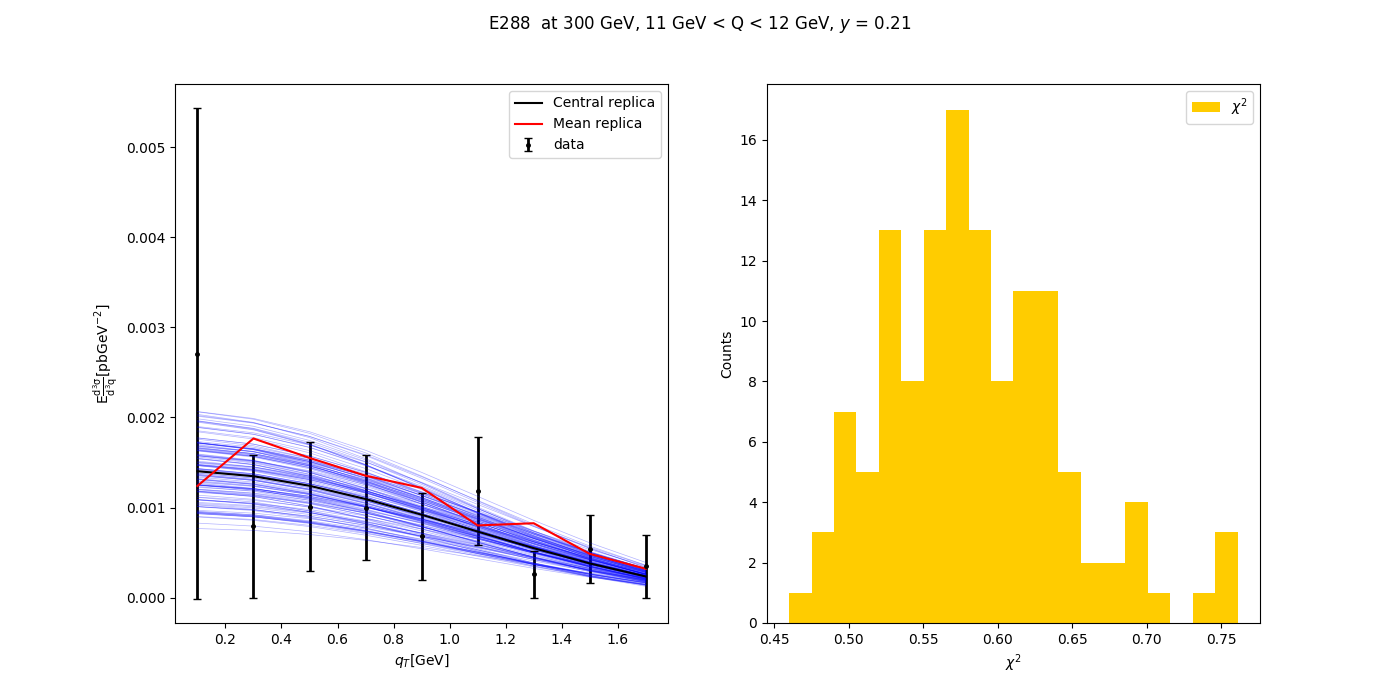 E288 at 300 GeV, 11 GeV < Q < 12 GeV, y = 0.21
Central replica
Mean replica
data
E d³σ/d³q [pbGeV⁻²]
0.005
0.004
0.003
0.002
0.001
0.000
0.2 0.4 0.6 0.8 1.0 1.2 1.4 1.6
q_T[GeV]
χ²
Counts
16
14
12
10
8
6
4
2
0
0.45 0.50 0.55 0.60 0.65 0.70 0.75
χ²